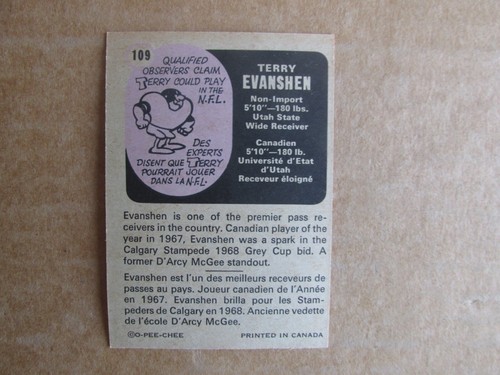 109
QUALIFIED
OBSERVERS CLAIM
TERRY COULD PLAY
IN THE
N.F.L.
DES
EXPERTS
DISENT QUE TERRY
POURRAIT JOUER
DANS LA N.F.L.
TERRY
EVANSHEN
Non-Import
5'10"—180 lbs.
Utah State
Wide Receiver
Canadien
5'10"—180 lb.
Université d'Etat
d'Utah
Receveur éloigné
Evanshen is one of the premier pass re-
ceivers in the country. Canadian player of the
year in 1967, Evanshen was a spark in the
Calgary Stampede 1968 Grey Cup bid. A
former D'Arcy McGee standout.
Evanshen est l'un des meilleurs receveurs de
passes au pays. Joueur canadien de l'Année
en 1967. Evanshen brilla pour les Stam-
peders de Calgary en 1968. Ancienne vedette
de l'école D'Arcy McGee.
©O-PEE-CHEE PRINTED IN CANADA